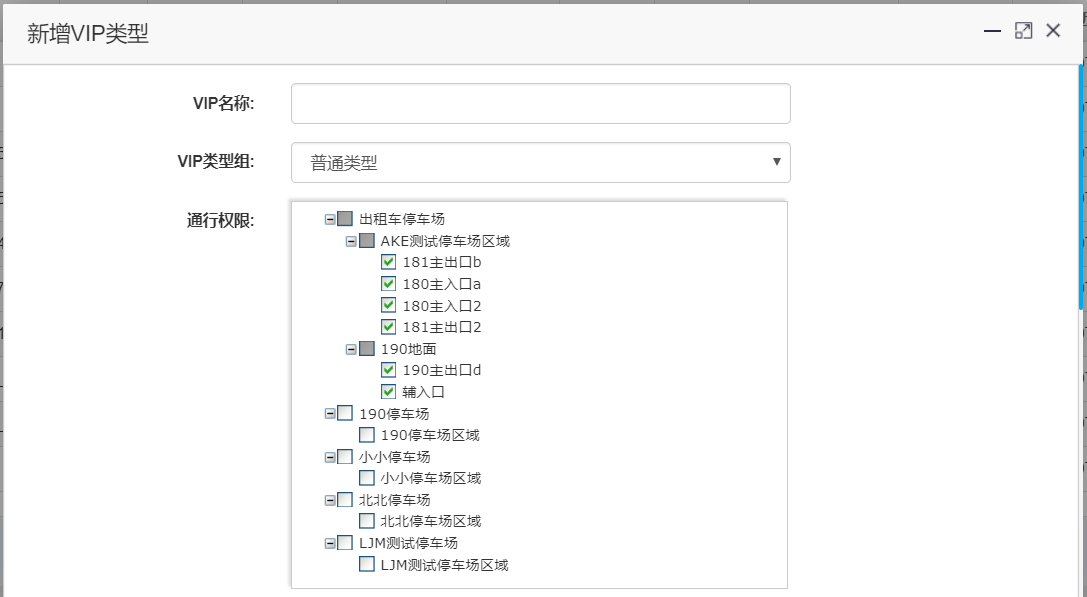 新增VIP类型
VIP名称:
VIP类型组:
普通类型
通行权限:
出租车停车场
AKE测试停车场区域
181主出口b
180主入口a
180主入口2
181主出口2
190地面
190主出口d
辅入口
190停车场
190停车场区域
小小停车场
小小停车场区域
北北停车场
北北停车场区域
LJM测试停车场
LJM测试停车场区域